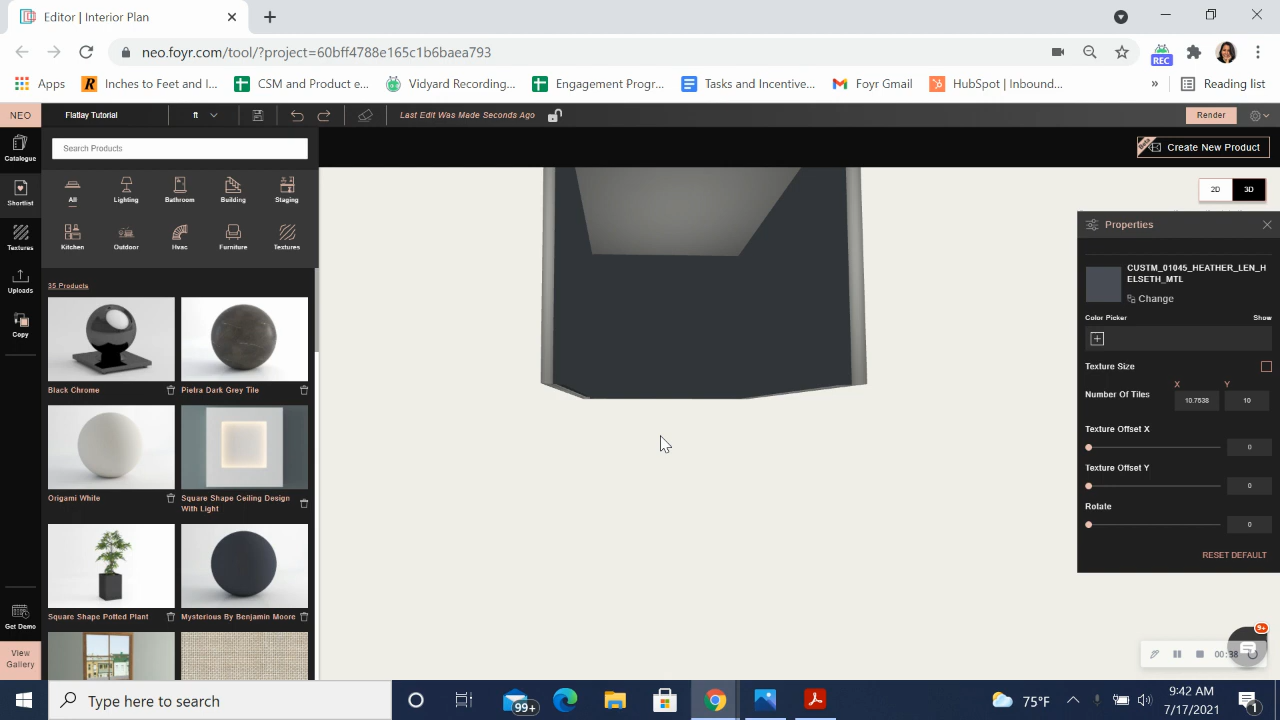 Editor | Interior Plan
neo.foyr.com/tool/?project=60bff4788e165c1b6baea793
REC
Apps
Inches to Feet and I...
CSM and Product e...
Vidyard Recording...
Engagement Progr...
Tasks and Incentive...
Foyr Gmail
HubSpot | Inbound...
»
Reading list
NEO
Flatlay Tutorial
ft
Last Edit Was Made Seconds Ago
Render
Catalogue
Search Products
Create New Product
Shortlist
All
Lighting
Bathroom
Building
Staging
2D
3D
Textures
Kitchen
Outdoor
Hvac
Furniture
Textures
Properties
Uploads
35 Products
CUSTM_01045_HEATHER_LEN_H
ELSETH_MTL
Change
Copy
Color Picker
Show
Texture Size
X
Y
Number Of Tiles
10.7538
10
Black Chrome
Pietra Dark Grey Tile
Texture Offset X
0
Texture Offset Y
0
Origami White
Square Shape Ceiling Design
With Light
Rotate
0
RESET DEFAULT
Get Demo
Square Shape Potted Plant
Mysterious By Benjamin Moore
9+
View
Gallery
00:38
Type here to search
99+
75°F
9:42 AM
7/17/2021
1